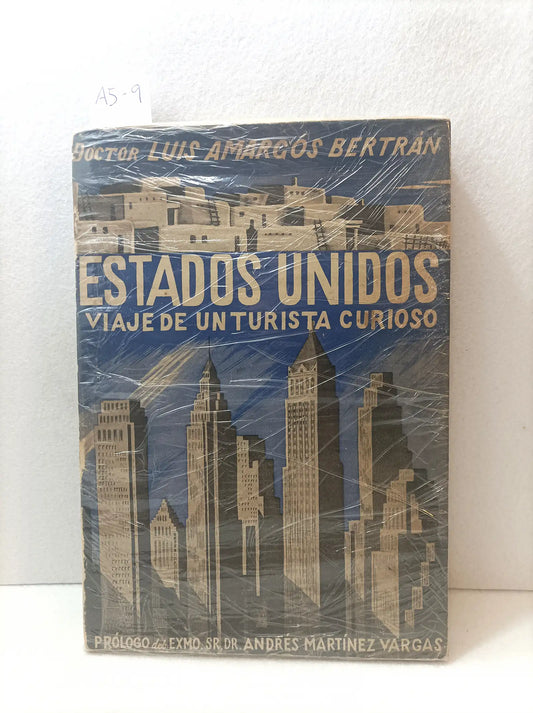 A5-9
DOCTOR LUIS AMARGÓS BERTRÁN
ESTADOS UNIDOS
VIAJE DE UN TURISTA CURIOSO
PRÓLOGO del EXMO. SR. DR. ANDRÉS MARTÍNEZ VARGAS